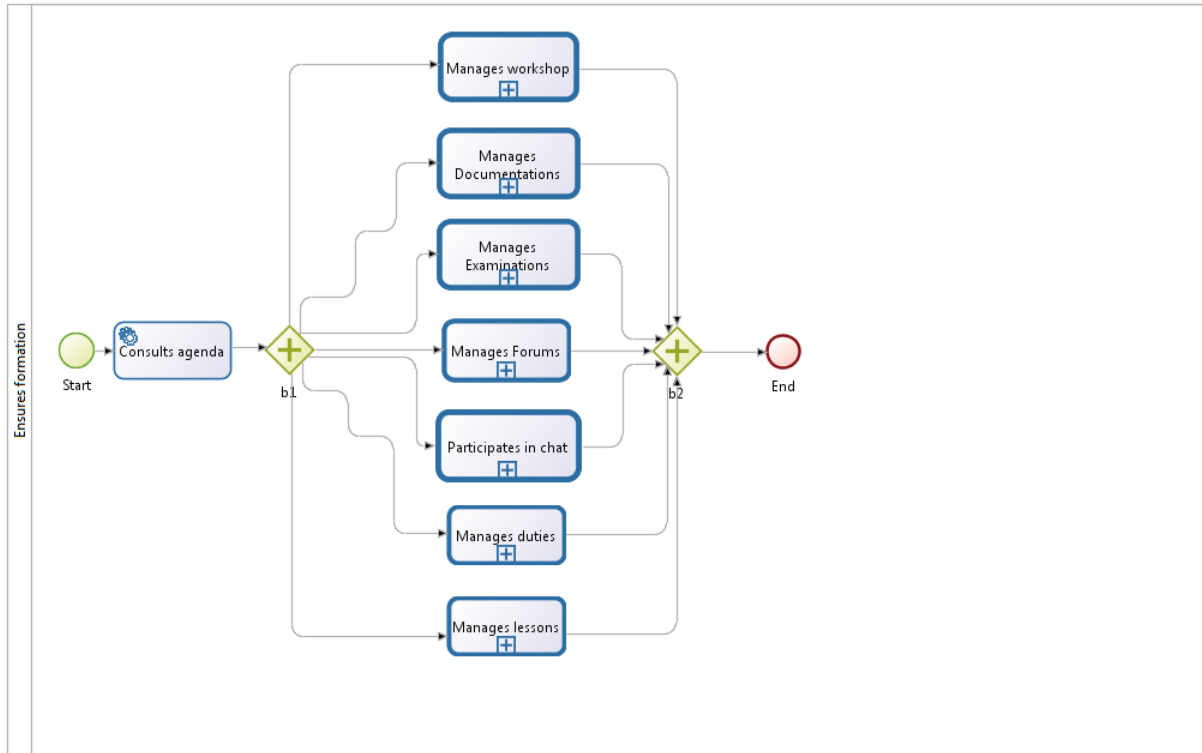 Ensures formation
Start
Consults agenda
b1
Manages workshop
Manages
Documentations
Manages
Examinations
Manages Forums
Participates in chat
Manages duties
Manages lessons
b2
End